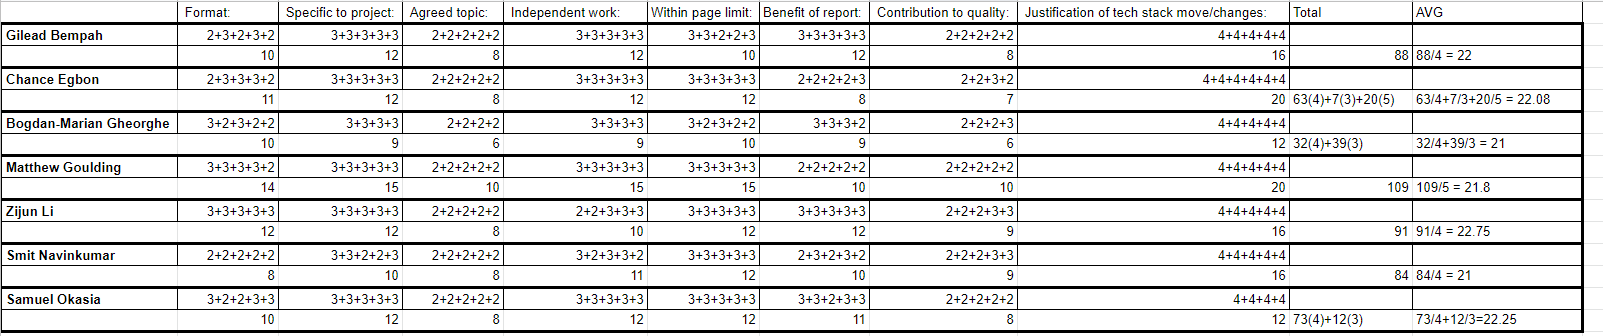 Format: Specific to project: Agreed topic: Independent work: Within page limit: Benefit of report: Contribution to quality: Justification of tech stack move/changes: Total AVG
Gilead Bempah 2+3+2+3+2 3+3+3+3+3 2+2+2+2+2 3+3+3+3+3 3+3+2+2+3 3+3+3+3+3 2+2+2+2+2 4+4+4+4+4
10 12 8 12 10 12 8 16 88 88/4 = 22
Chance Egbon 2+3+3+3+2 3+3+3+3+3 2+2+2+2+2 3+3+3+3+3 3+3+3+3+3 2+2+2+2+3 2+2+3+2 4+4+4+4+4+4
11 12 8 12 12 8 7 20 63(4)+7(3)+20(5) 63/4+7/3+20/5 = 22.08
Bogdan-Marian Gheorghe 3+2+3+2+2 3+3+3+3 2+2+2+2 3+3+3+3 3+2+3+2+2 3+3+3+2 2+2+2+3 4+4+4+4+4
10 9 6 9 10 9 6 12 32(4)+39(3) 32/4+39/3 = 21
Matthew Goulding 3+3+3+3+2 3+3+3+3+3 2+2+2+2+2 3+3+3+3+3 3+3+3+3+3 2+2+2+2+2 2+2+2+2+2 4+4+4+4+4
14 15 10 15 15 10 10 20 109 109/5 = 21.8
Zijun Li 3+3+3+3+3 3+3+3+3+3 2+2+2+2+2 2+2+3+3+3 3+3+3+3+3 3+3+3+3+3 2+2+2+3+3 4+4+4+4+4
12 12 8 10 12 12 9 16 91 91/4 = 22.75
Smit Navinkumar 2+2+2+2+2 3+3+2+2+3 2+2+2+2+2 3+2+3+3+2 3+3+3+3+3 2+3+2+3+2 2+2+2+3+3 4+4+4+4+4
8 10 8 11 12 10 9 16 84 84/4 = 21
Samuel Okasia 3+2+2+3+3 3+3+3+3+3 2+2+2+2+2 3+3+3+3+3 3+3+3+3+3 3+3+2+3+3 2+2+2+2+2 4+4+4+4
10 12 8 12 12 11 8 12 73(4)+12(3) 73/4+12/3=22.25